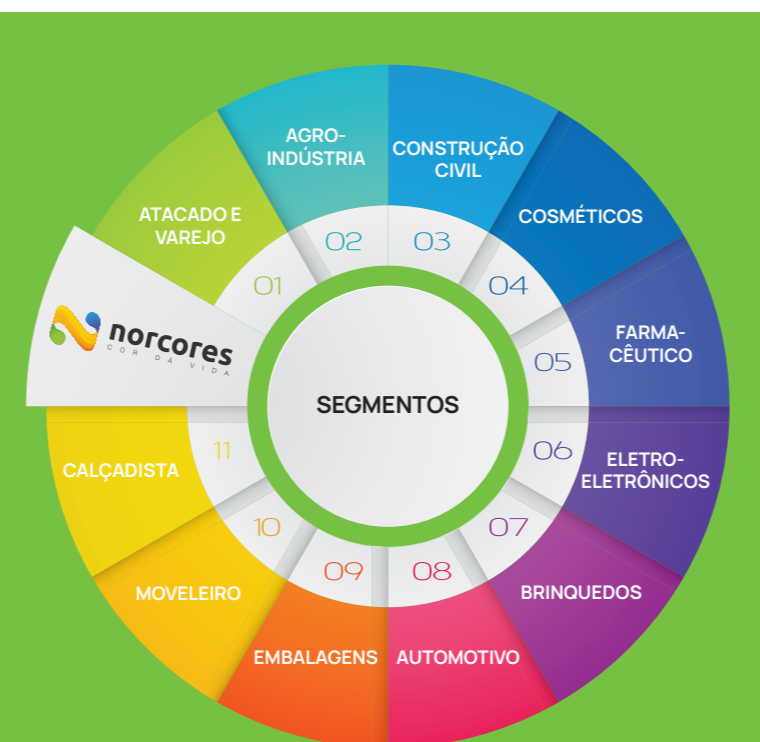 AGRO-
INDÚSTRIA
CONSTRUÇÃO
CIVIL
COSMÉTICOS
ATACADO E
VAREJO
02
03
04
01
norcores
COR DÁ VIDA
05
FARMA-
CÊUTICO
SEGMENTOS
06
ELETRO-
ELETRÔNICOS
11
CALÇADISTA
10
07
MOVELEIRO
09
08
BRINQUEDOS
EMBALAGENS
AUTOMOTIVO